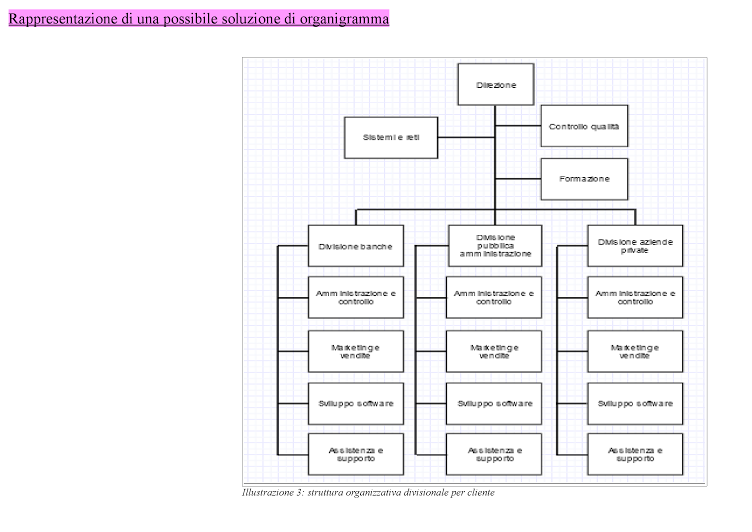 Rappresentazione di una possibile soluzione di organigramma
Direzione
Controllo qualità
Sistemi e reti
Formazione
Divisione banche
Divisione
pubblica
amministrazione
Divisione aziende
private
Amministrazione e
controllo
Amministrazione e
controllo
Amministrazione e
controllo
Marketing e
vendite
Marketing e
vendite
Marketing e
vendite
Sviluppo software
Sviluppo software
Sviluppo software
Assistenza e
supporto
Assistenza e
supporto
Assistenza e
supporto
Illustrazione 3: struttura organizzativa divisionale per cliente